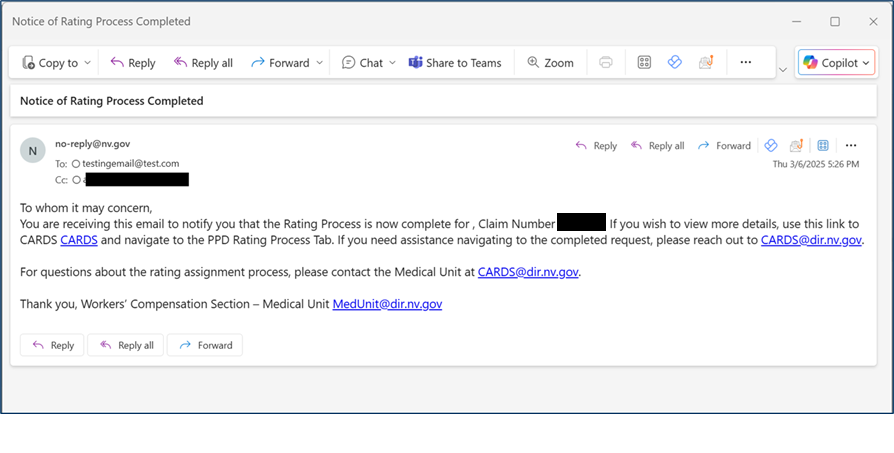 Notice of Rating Process Completed
Copy to Reply Reply all Forward Chat Share to Teams Zoom ... Copilot
Notice of Rating Process Completed
N no-reply@nv.gov Reply Reply all Forward ...
To: testingemail@test.com Thu 3/6/2025 5:26 PM
Cc:
To whom it may concern,
You are receiving this email to notify you that the Rating Process is now complete for , Claim Number If you wish to view more details, use this link to
CARDS CARDS and navigate to the PPD Rating Process Tab. If you need assistance navigating to the completed request, please reach out to CARDS@dir.nv.gov.
For questions about the rating assignment process, please contact the Medical Unit at CARDS@dir.nv.gov.
Thank you, Workers’ Compensation Section – Medical Unit MedUnit@dir.nv.gov
Reply Reply all Forward